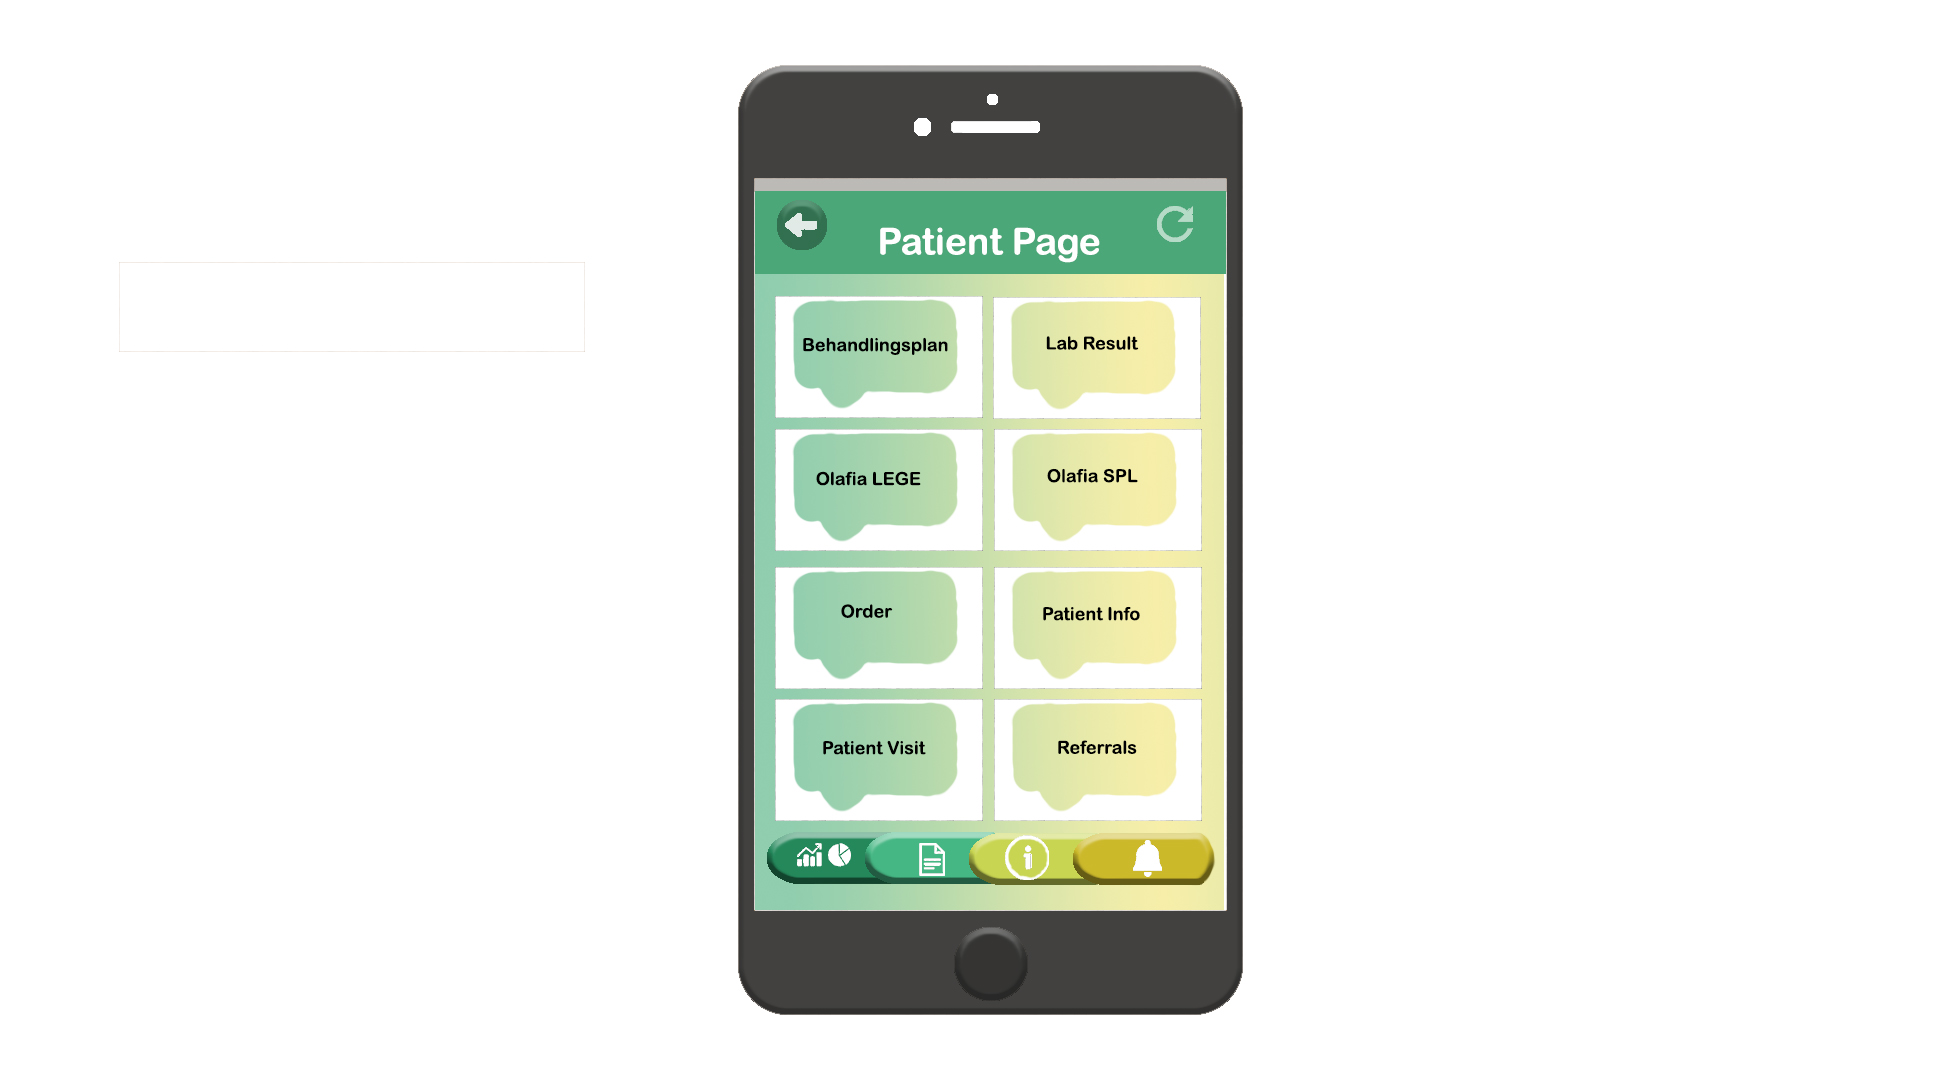 Patient Page
Behandlingsplan
Lab Result
Olafia LEGE
Olafia SPL
Order
Patient Info
Patient Visit
Referrals